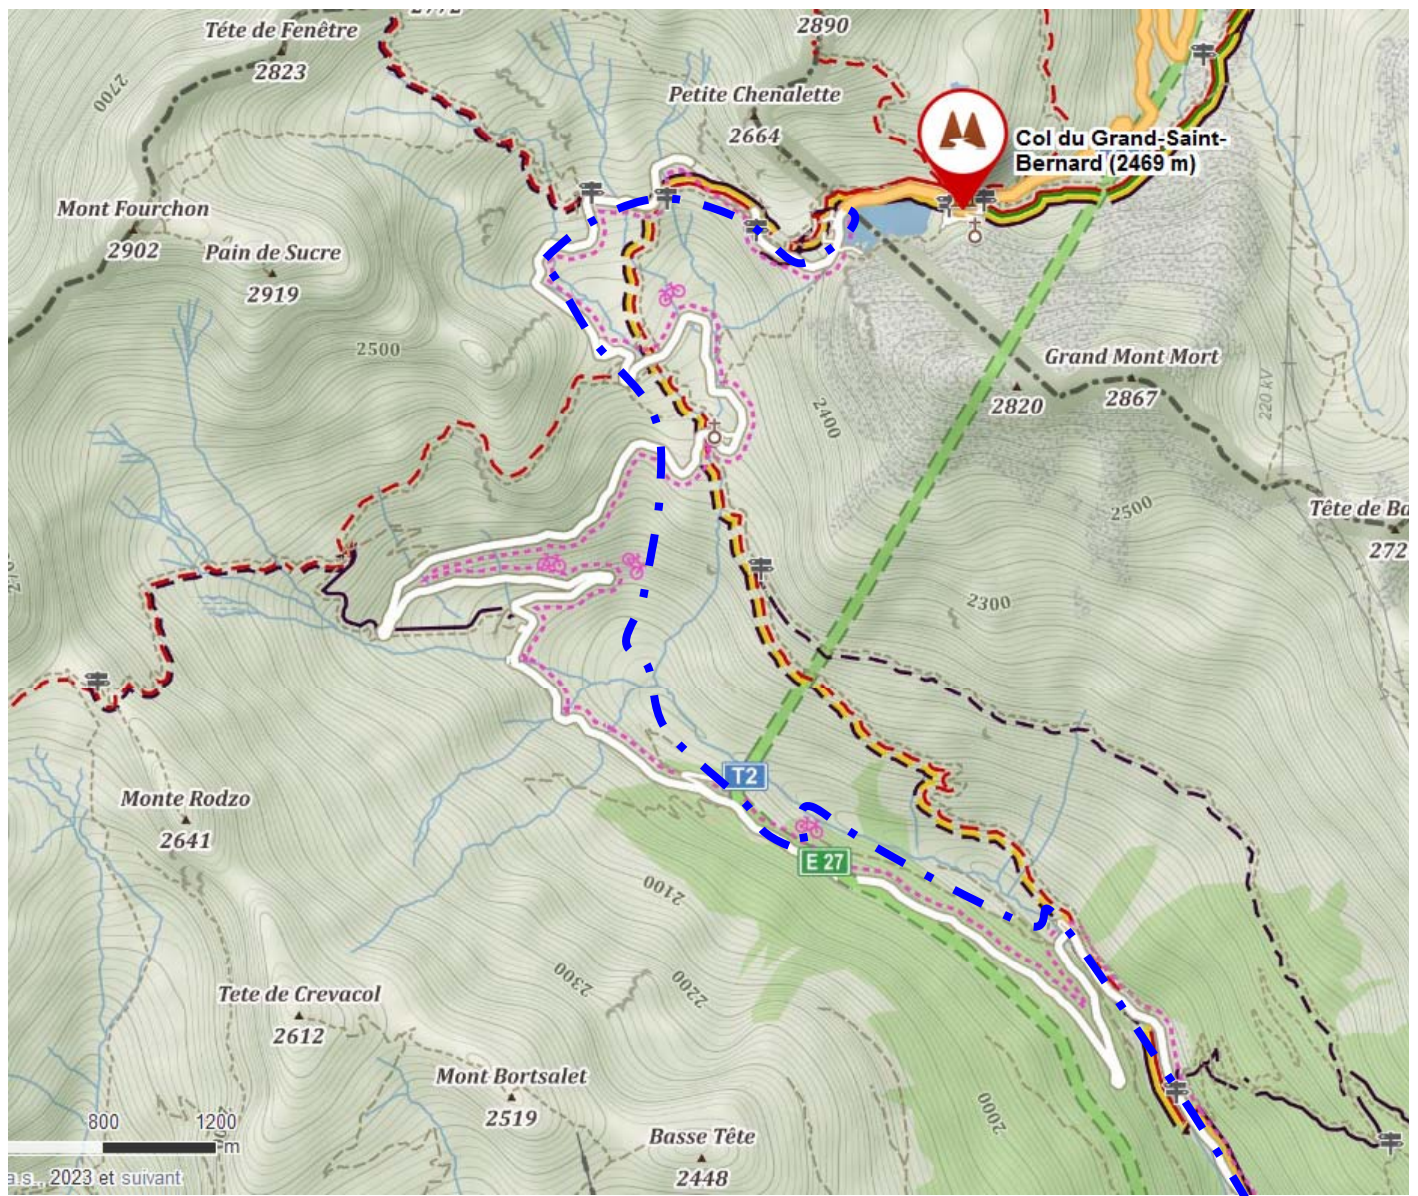 2772
Téte de Fenêtre
2823
2890
2700
Petite Chenalette
2664
Col du Grand-Saint-
Bernard (2469 m)
Mont Fourchon
2902
Pain de Sucre
2919
2500
Grand Mont Mort
2867
2820
220 kV
2400
2500
Tête de Ba
272
2300
T2
Monte Rodzo
2641
E 27
2100
2300
2200
Tete de Crevacol
2612
Mont Bortsalet
2519
2000
800 1200
m
Basse Tête
2448
a.s., 2023 et suivant